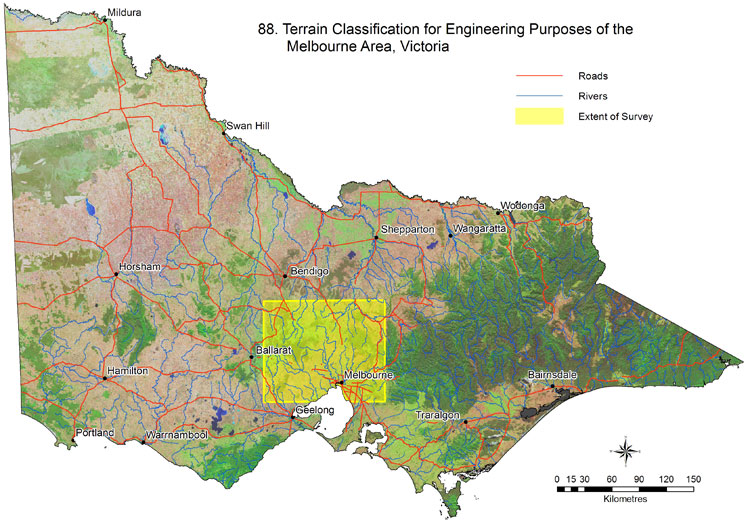 88. Terrain Classification for Engineering Purposes of the
Melbourne Area, Victoria
Roads
Rivers
Extent of Survey
Mildura
Swan Hill
Wodonga
Shepparton
Wangaratta
Horsham
Bendigo
Ballarat
Hamilton
Melbourne
Bairnsdale
Geelong
Traralgon
Portland
Warrnambool
0 15 30 60 90 120 150
Kilometres